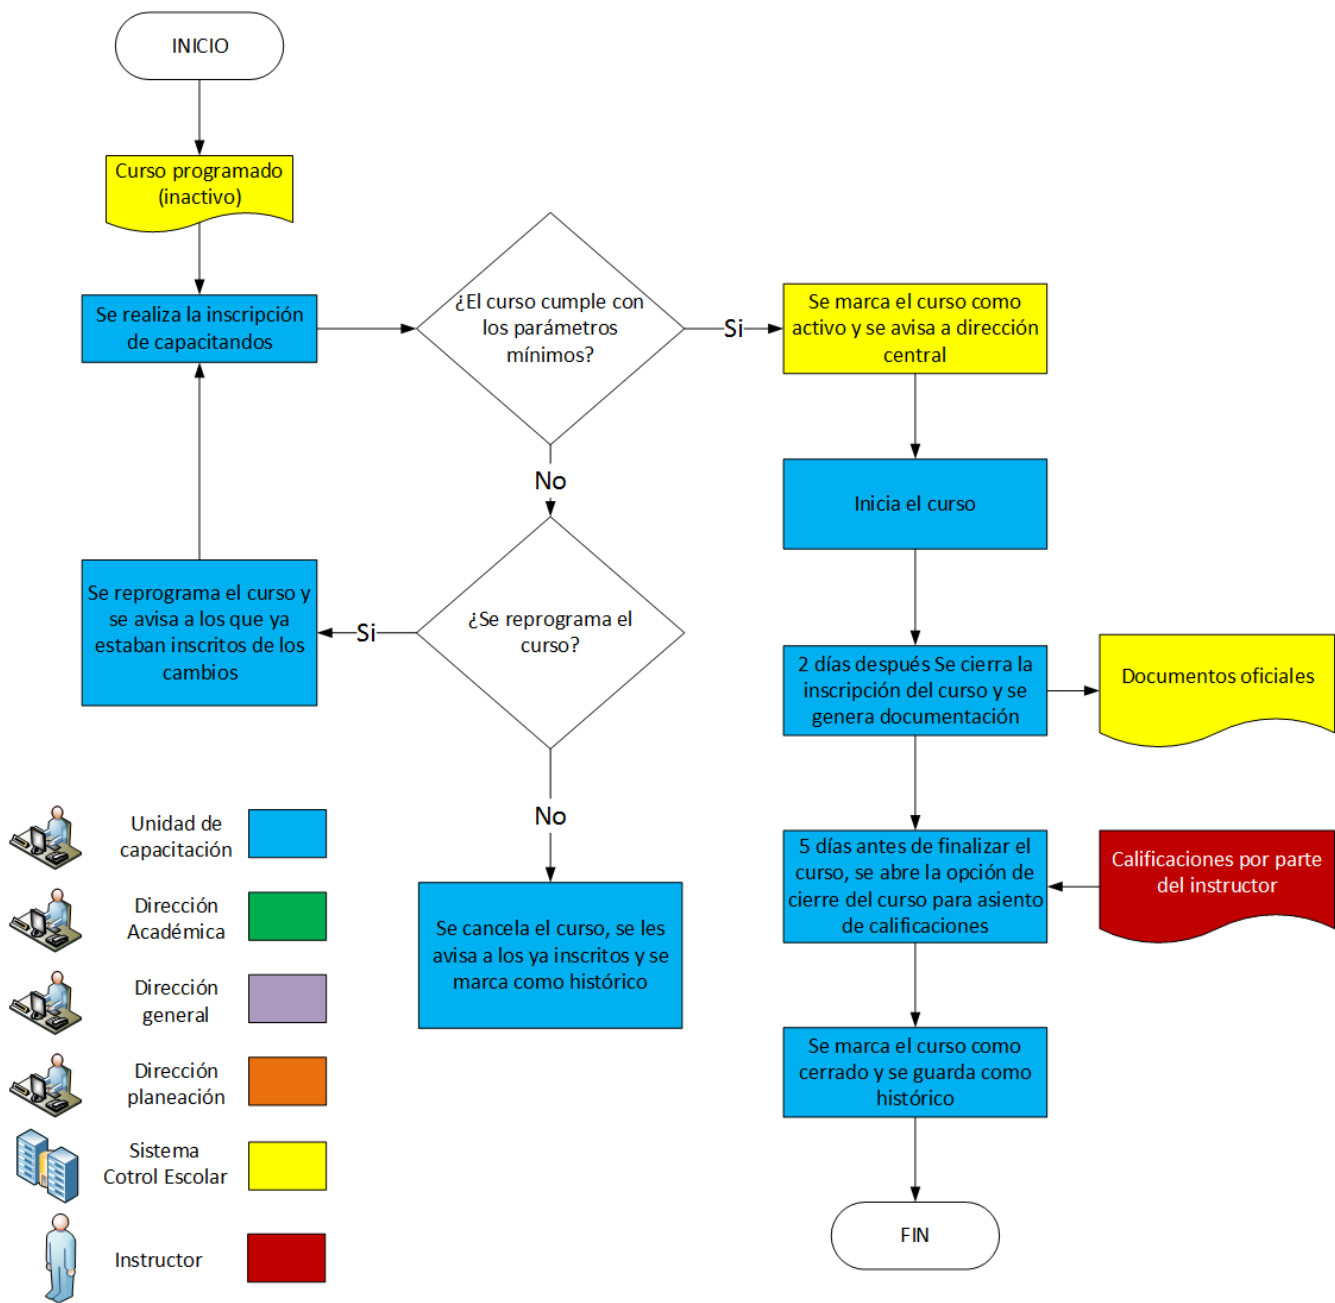 INICIO
Curso programado
(inactivo)
Se realiza la inscripción
de capacitandos
¿El curso cumple con
los parámetros
mínimos?
Si
Se marca el curso como
activo y se avisa a dirección
central
No
Inicia el curso
Se reprograma el curso y
se avisa a los que ya
estaban inscritos de los
cambios
Si
¿Se reprograma el
curso?
2 días después Se cierra la
inscripción del curso y se
genera documentación
Documentos oficiales
No
5 días antes de finalizar el
curso, se abre la opción de
cierre del curso para asiento
de calificaciones
Calificaciones por parte
del instructor
Se cancela el curso, se les
avisa a los ya inscritos y se
marca como histórico
Se marca el curso como
cerrado y se guarda como
histórico
FIN
Unidad de
capacitación
Dirección
Académica
Dirección
general
Dirección
planeación
Sistema
Cotrol Escolar
Instructor